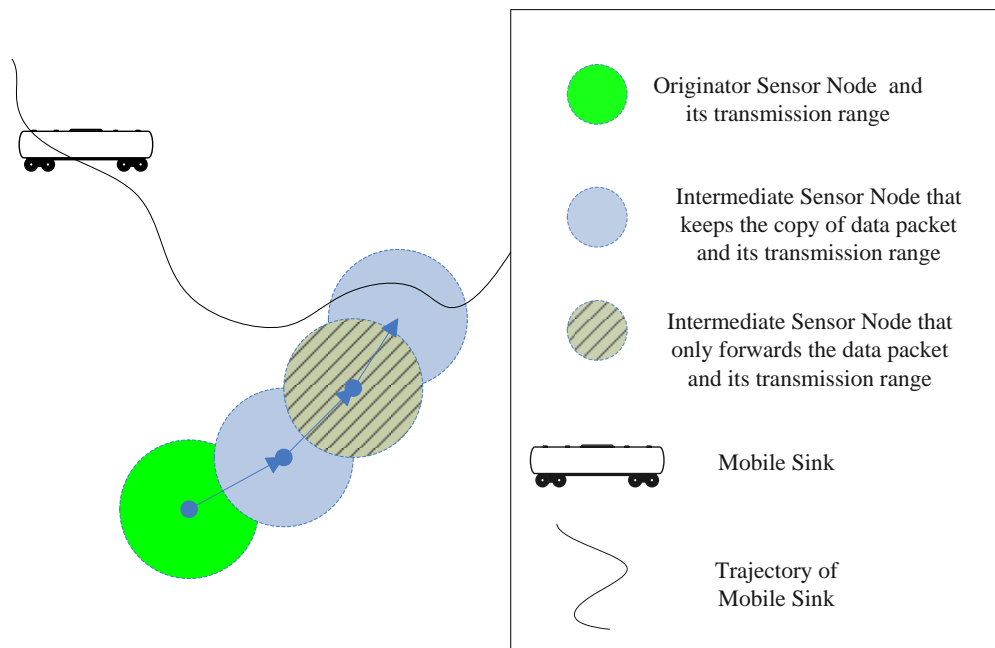 Originator Sensor Node and
its transmission range
Intermediate Sensor Node that
keeps the copy of data packet
and its transmission range
Intermediate Sensor Node that
only forwards the data packet
and its transmission range
Mobile Sink
Trajectory of
Mobile Sink